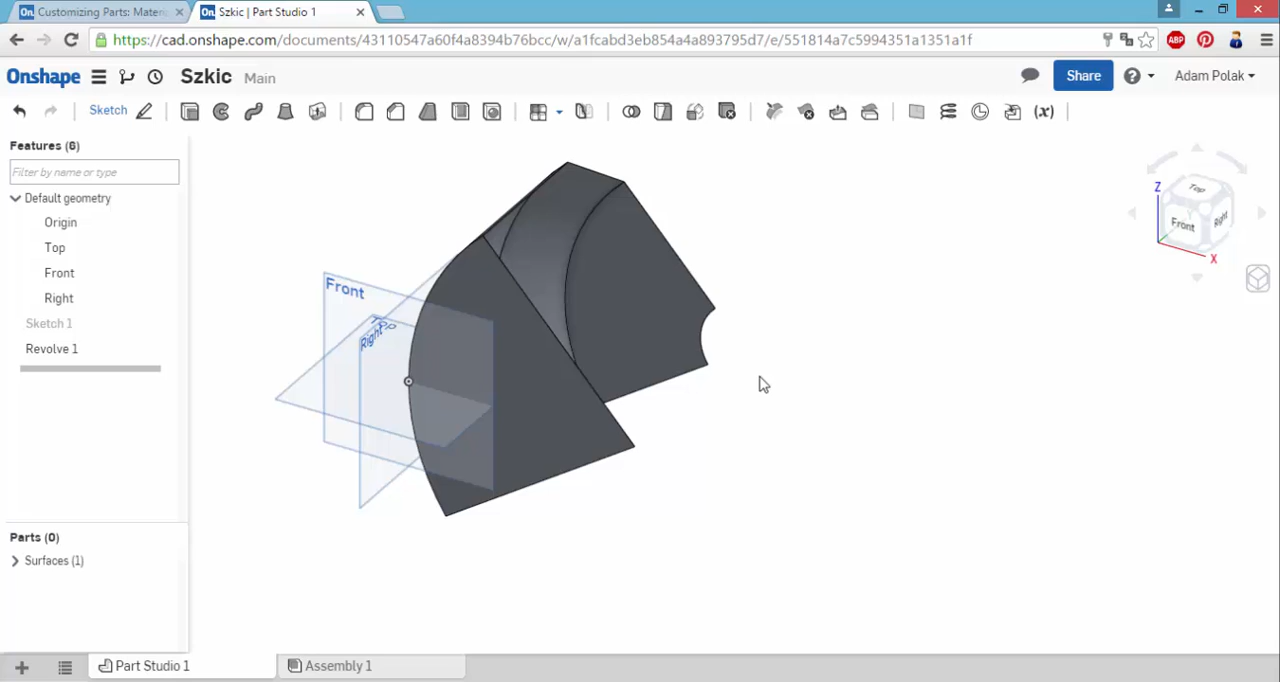 Customizing Parts: Mater
Szkic | Part Studio 1
https://cad.onshape.com/documents/43110547a60f4a8394b76bcc/w/a1fcabd3eb854a4a893795d7/e/551814a7c5994351a1351a1f
ABP
Onshape
Szkic Main
Share
?
Adam Polak
Sketch
(x)
Features (6)
Filter by name or type
Default geometry
Origin
Top
Front
Right
Sketch 1
Revolve 1
Parts (0)
Surfaces (1)
Front
Top
Right
Top
Front
Right
Z
X
Part Studio 1
Assembly 1